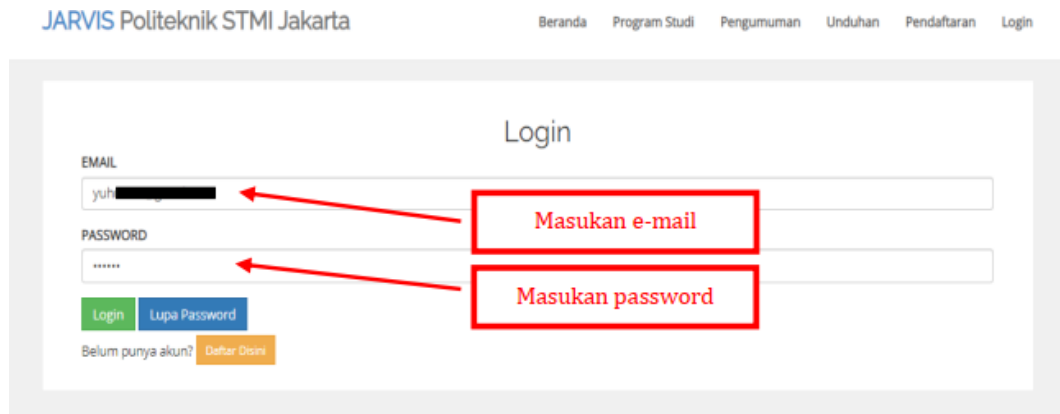 JARVIS Politeknik STMI Jakarta
Beranda Program Studi Pengumuman Unduhan Pendaftaran Login
Login
EMAIL
Masukan e-mail
PASSWORD
••••••
Masukan password
Login Lupa Password
Belum punya akun? Daftar Disini